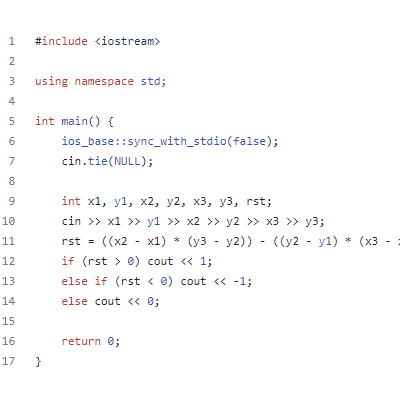 1 #include <iostream>
2
3 using namespace std;
4
5 int main() {
6     ios_base::sync_with_stdio(false);
7     cin.tie(NULL);
8
9     int x1, y1, x2, y2, x3, y3, rst;
10     cin >> x1 >> y1 >> x2 >> y2 >> x3 >> y3;
11     rst = ((x2 - x1) * (y3 - y2)) - ((y2 - y1) * (x3 -
12     if (rst > 0) cout << 1;
13     else if (rst < 0) cout << -1;
14     else cout << 0;
15
16     return 0;
17 }